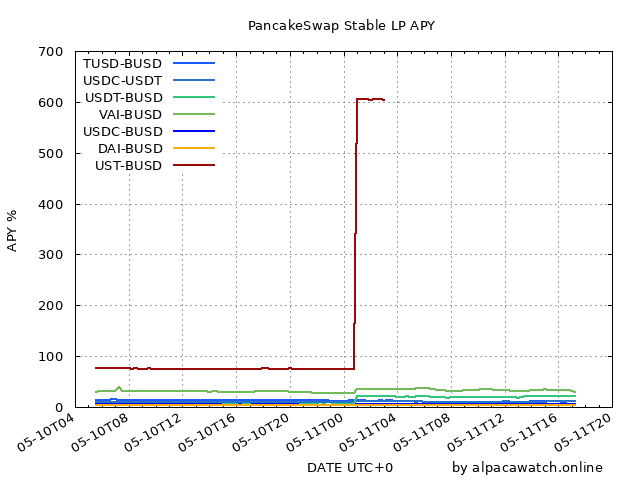 PancakeSwap Stable LP APY
700
600
500
400
300
200
100
0
APY %
TUSD-BUSD
USDC-USDT
USDT-BUSD
VAI-BUSD
USDC-BUSD
DAI-BUSD
UST-BUSD
05-10T04
05-10T08
05-10T12
05-10T16
05-10T20
05-11T00
05-11T04
05-11T08
05-11T12
05-11T16
05-11T20
DATE UTC+0
by alpacawatch.online